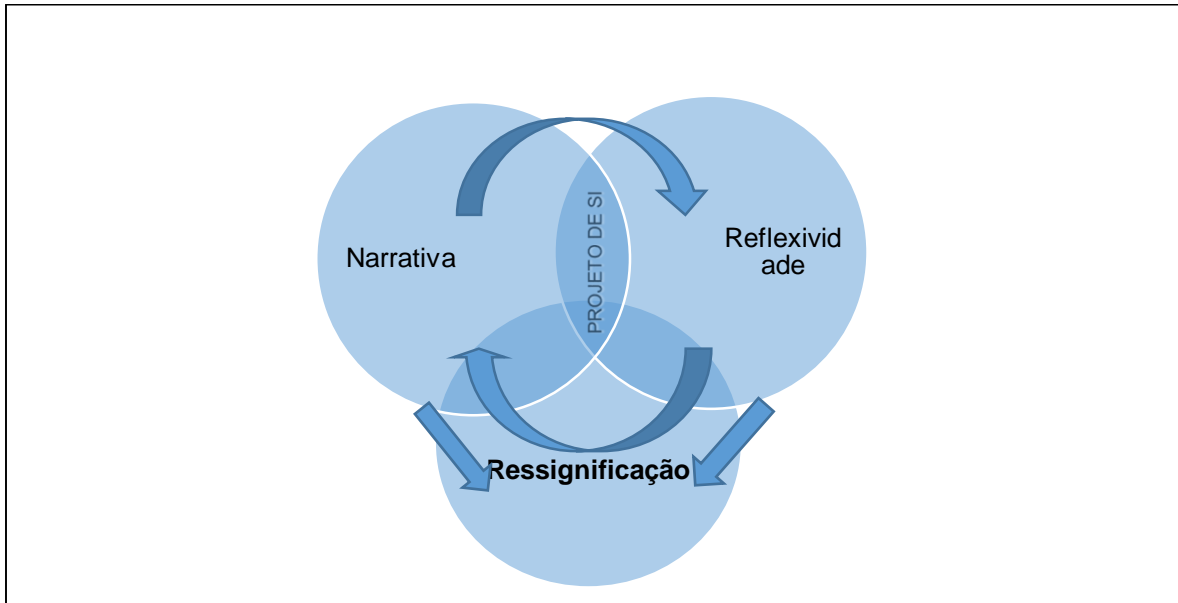 PROJETO DE SI
Narrativa
Reflexivid
ade
Ressignificação